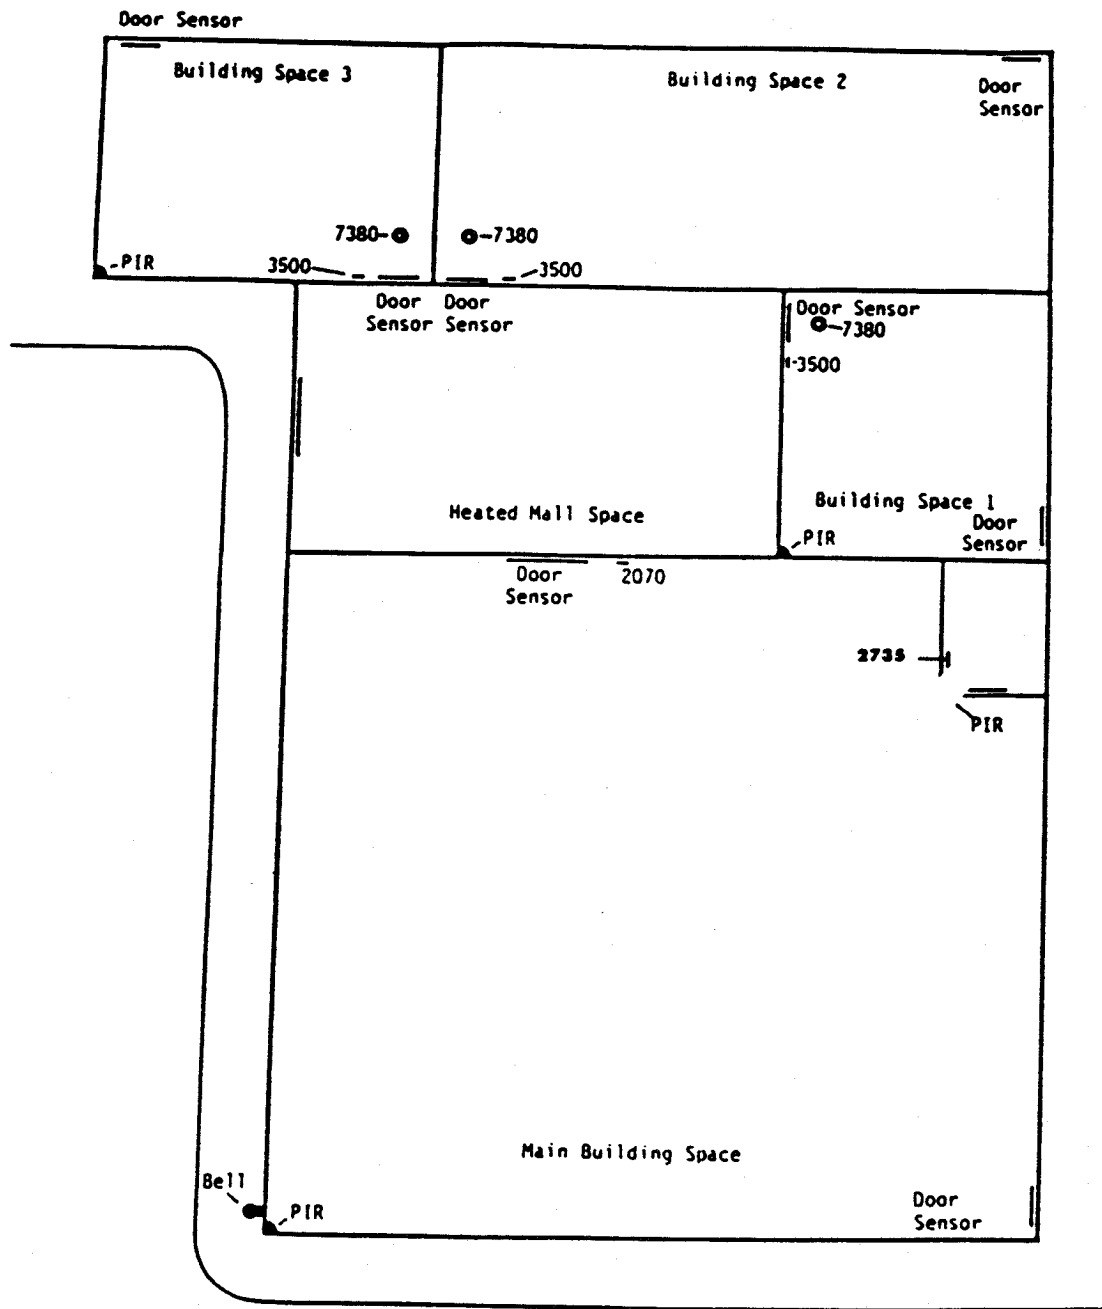 Door Sensor
Building Space 3
Building Space 2
Door
Sensor
7380
7380
PIR
3500
3500
Door
Sensor
Door
Sensor
Door Sensor
7380
3500
Heated Mall Space
Building Space 1
Door
Sensor
PIR
Door
Sensor
2070
2735
PIR
Main Building Space
Bell
PIR
Door
Sensor